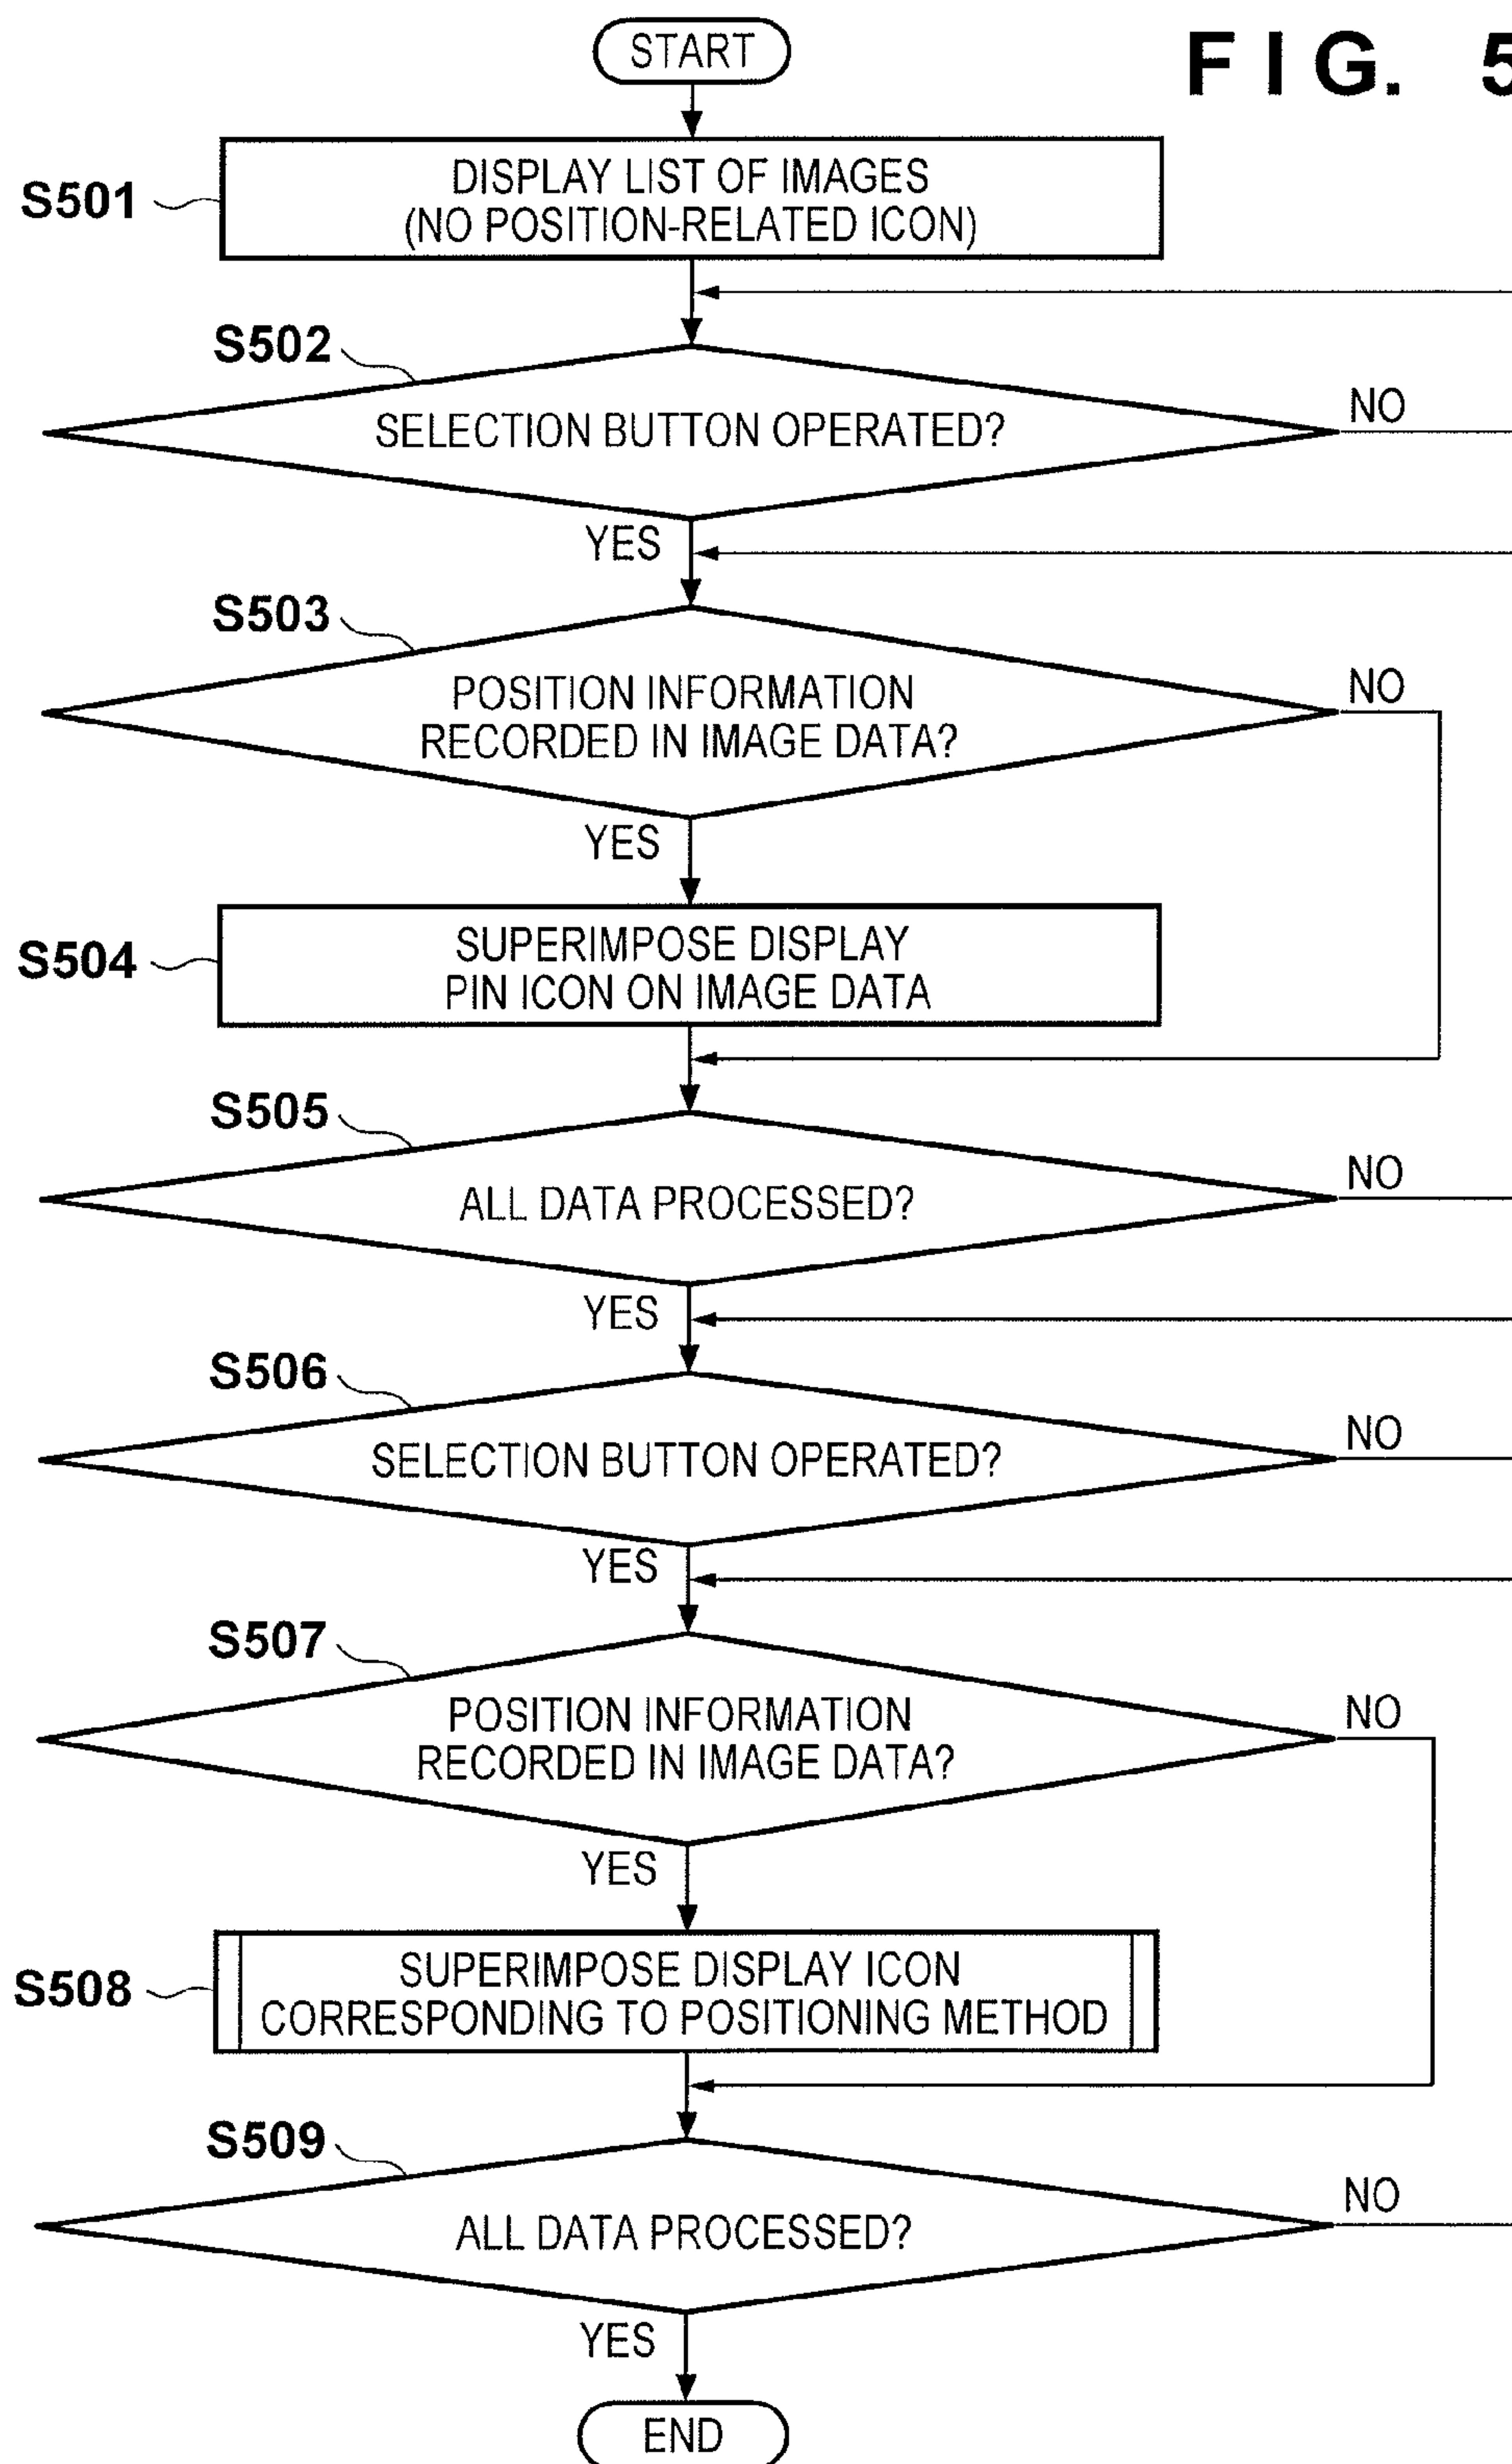 START
FIG. 5
S501
DISPLAY LIST OF IMAGES
(NO POSITION-RELATED ICON)
S502
SELECTION BUTTON OPERATED?
NO
YES
S503
POSITION INFORMATION
RECORDED IN IMAGE DATA?
NO
YES
S504
SUPERIMPOSE DISPLAY
PIN ICON ON IMAGE DATA
S505
ALL DATA PROCESSED?
NO
YES
S506
SELECTION BUTTON OPERATED?
NO
YES
S507
POSITION INFORMATION
RECORDED IN IMAGE DATA?
NO
YES
S508
SUPERIMPOSE DISPLAY ICON
CORRESPONDING TO POSITIONING METHOD
S509
ALL DATA PROCESSED?
NO
YES
END